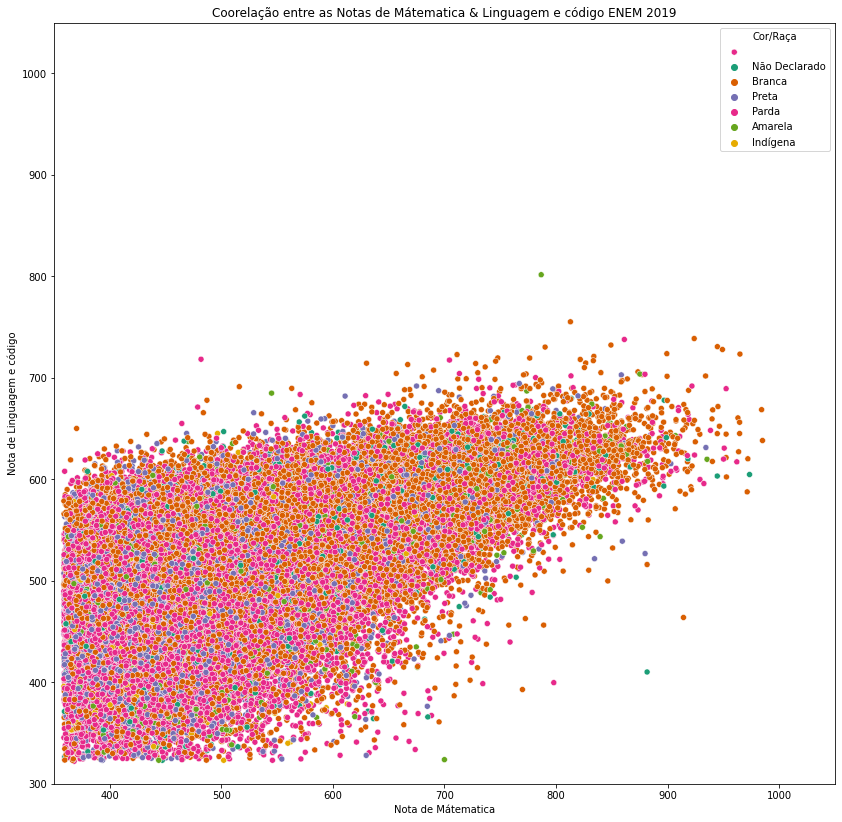 Coorelação entre as Notas de Mátematica & Linguagem e código ENEM 2019
Cor/Raça
Não Declarado
Branca
Preta
Parda
Amarela
Indígena
1000
900
800
700
600
500
400
300
Nota de Linguagem e código
400 500 600 700 800 900 1000
Nota de Mátematica